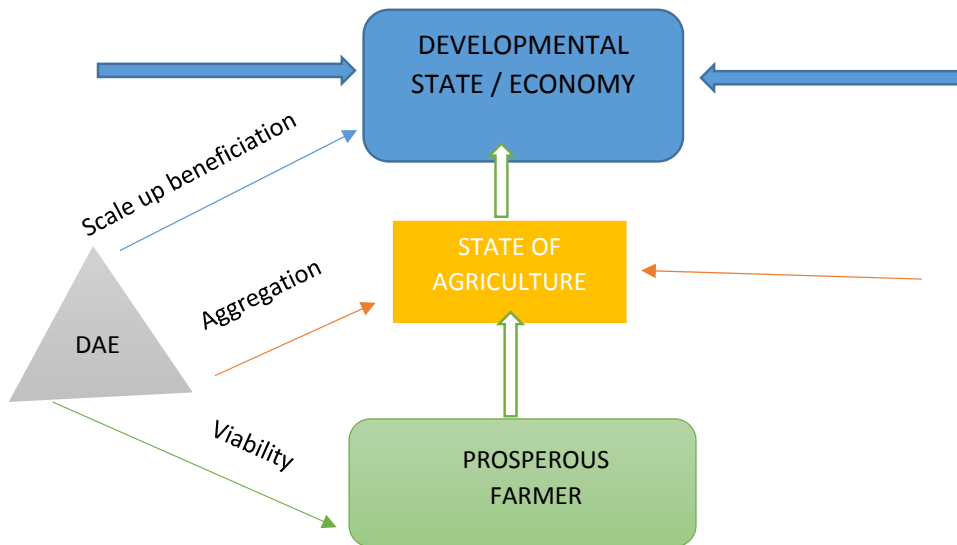 DEVELOPMENTAL
STATE / ECONOMY
Scale up beneficiation
STATE OF
AGRICULTURE
Aggregation
DAE
Viability
PROSPEROUS
FARMER